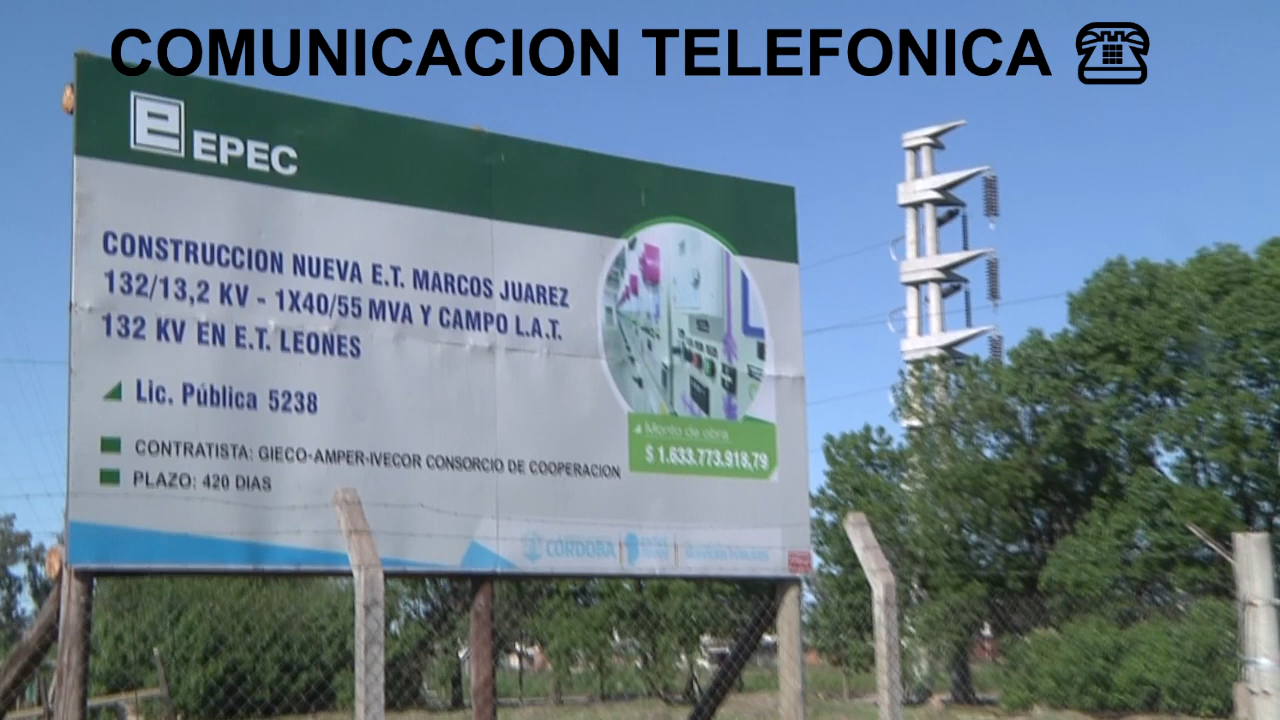 COMUNICACION TELEFONICA
EPEC
CONSTRUCCION NUEVA E.T. MARCOS JUAREZ
132/13,2 KV - 1X40/55 MVA Y CAMPO L.A.T.
132 KV EN E.T. LEONES
Lic. Pública 5238
CONTRATISTA: GIECO-AMPER-IVECOR CONSORCIO DE COOPERACION
PLAZO: 420 DIAS
Monto de obra
$ 1.633.773.918,79
CÓRDOBA